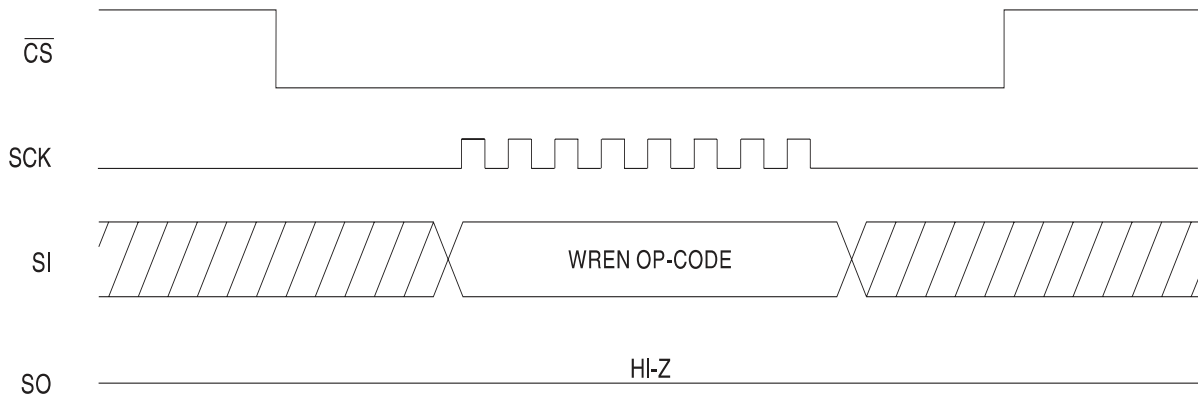 CS
SCK
SI
WREN OP-CODE
HI-Z
SO